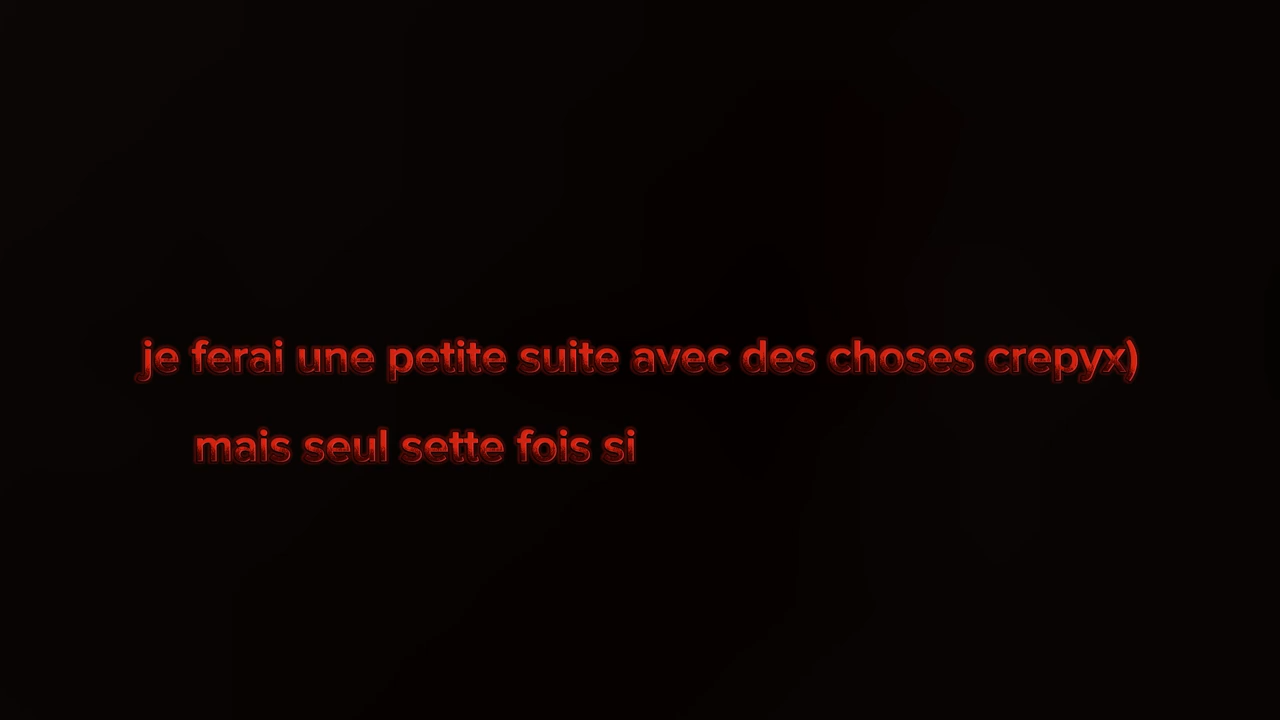 je ferai une petite suite avec des choses crepyx)
mais seul sette fois si